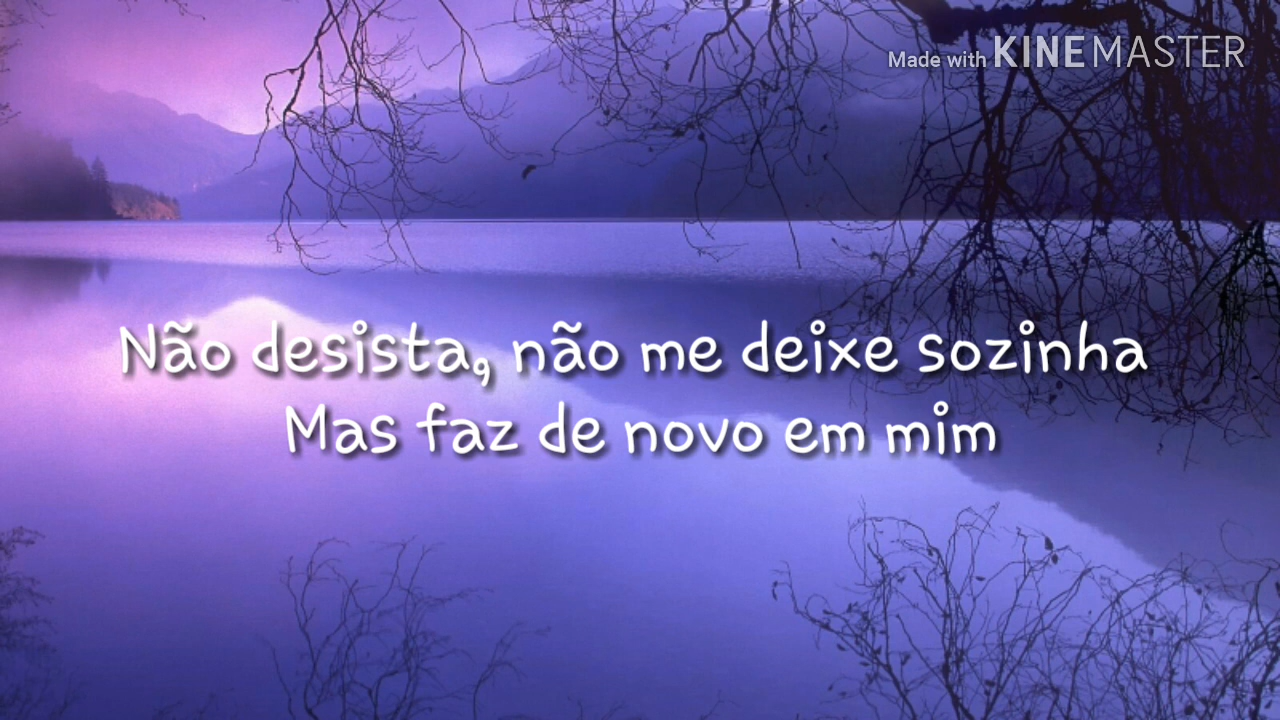 Made with KINEMASTER
Não desista, não me deixe sozinha
Mas faz de novo em mim